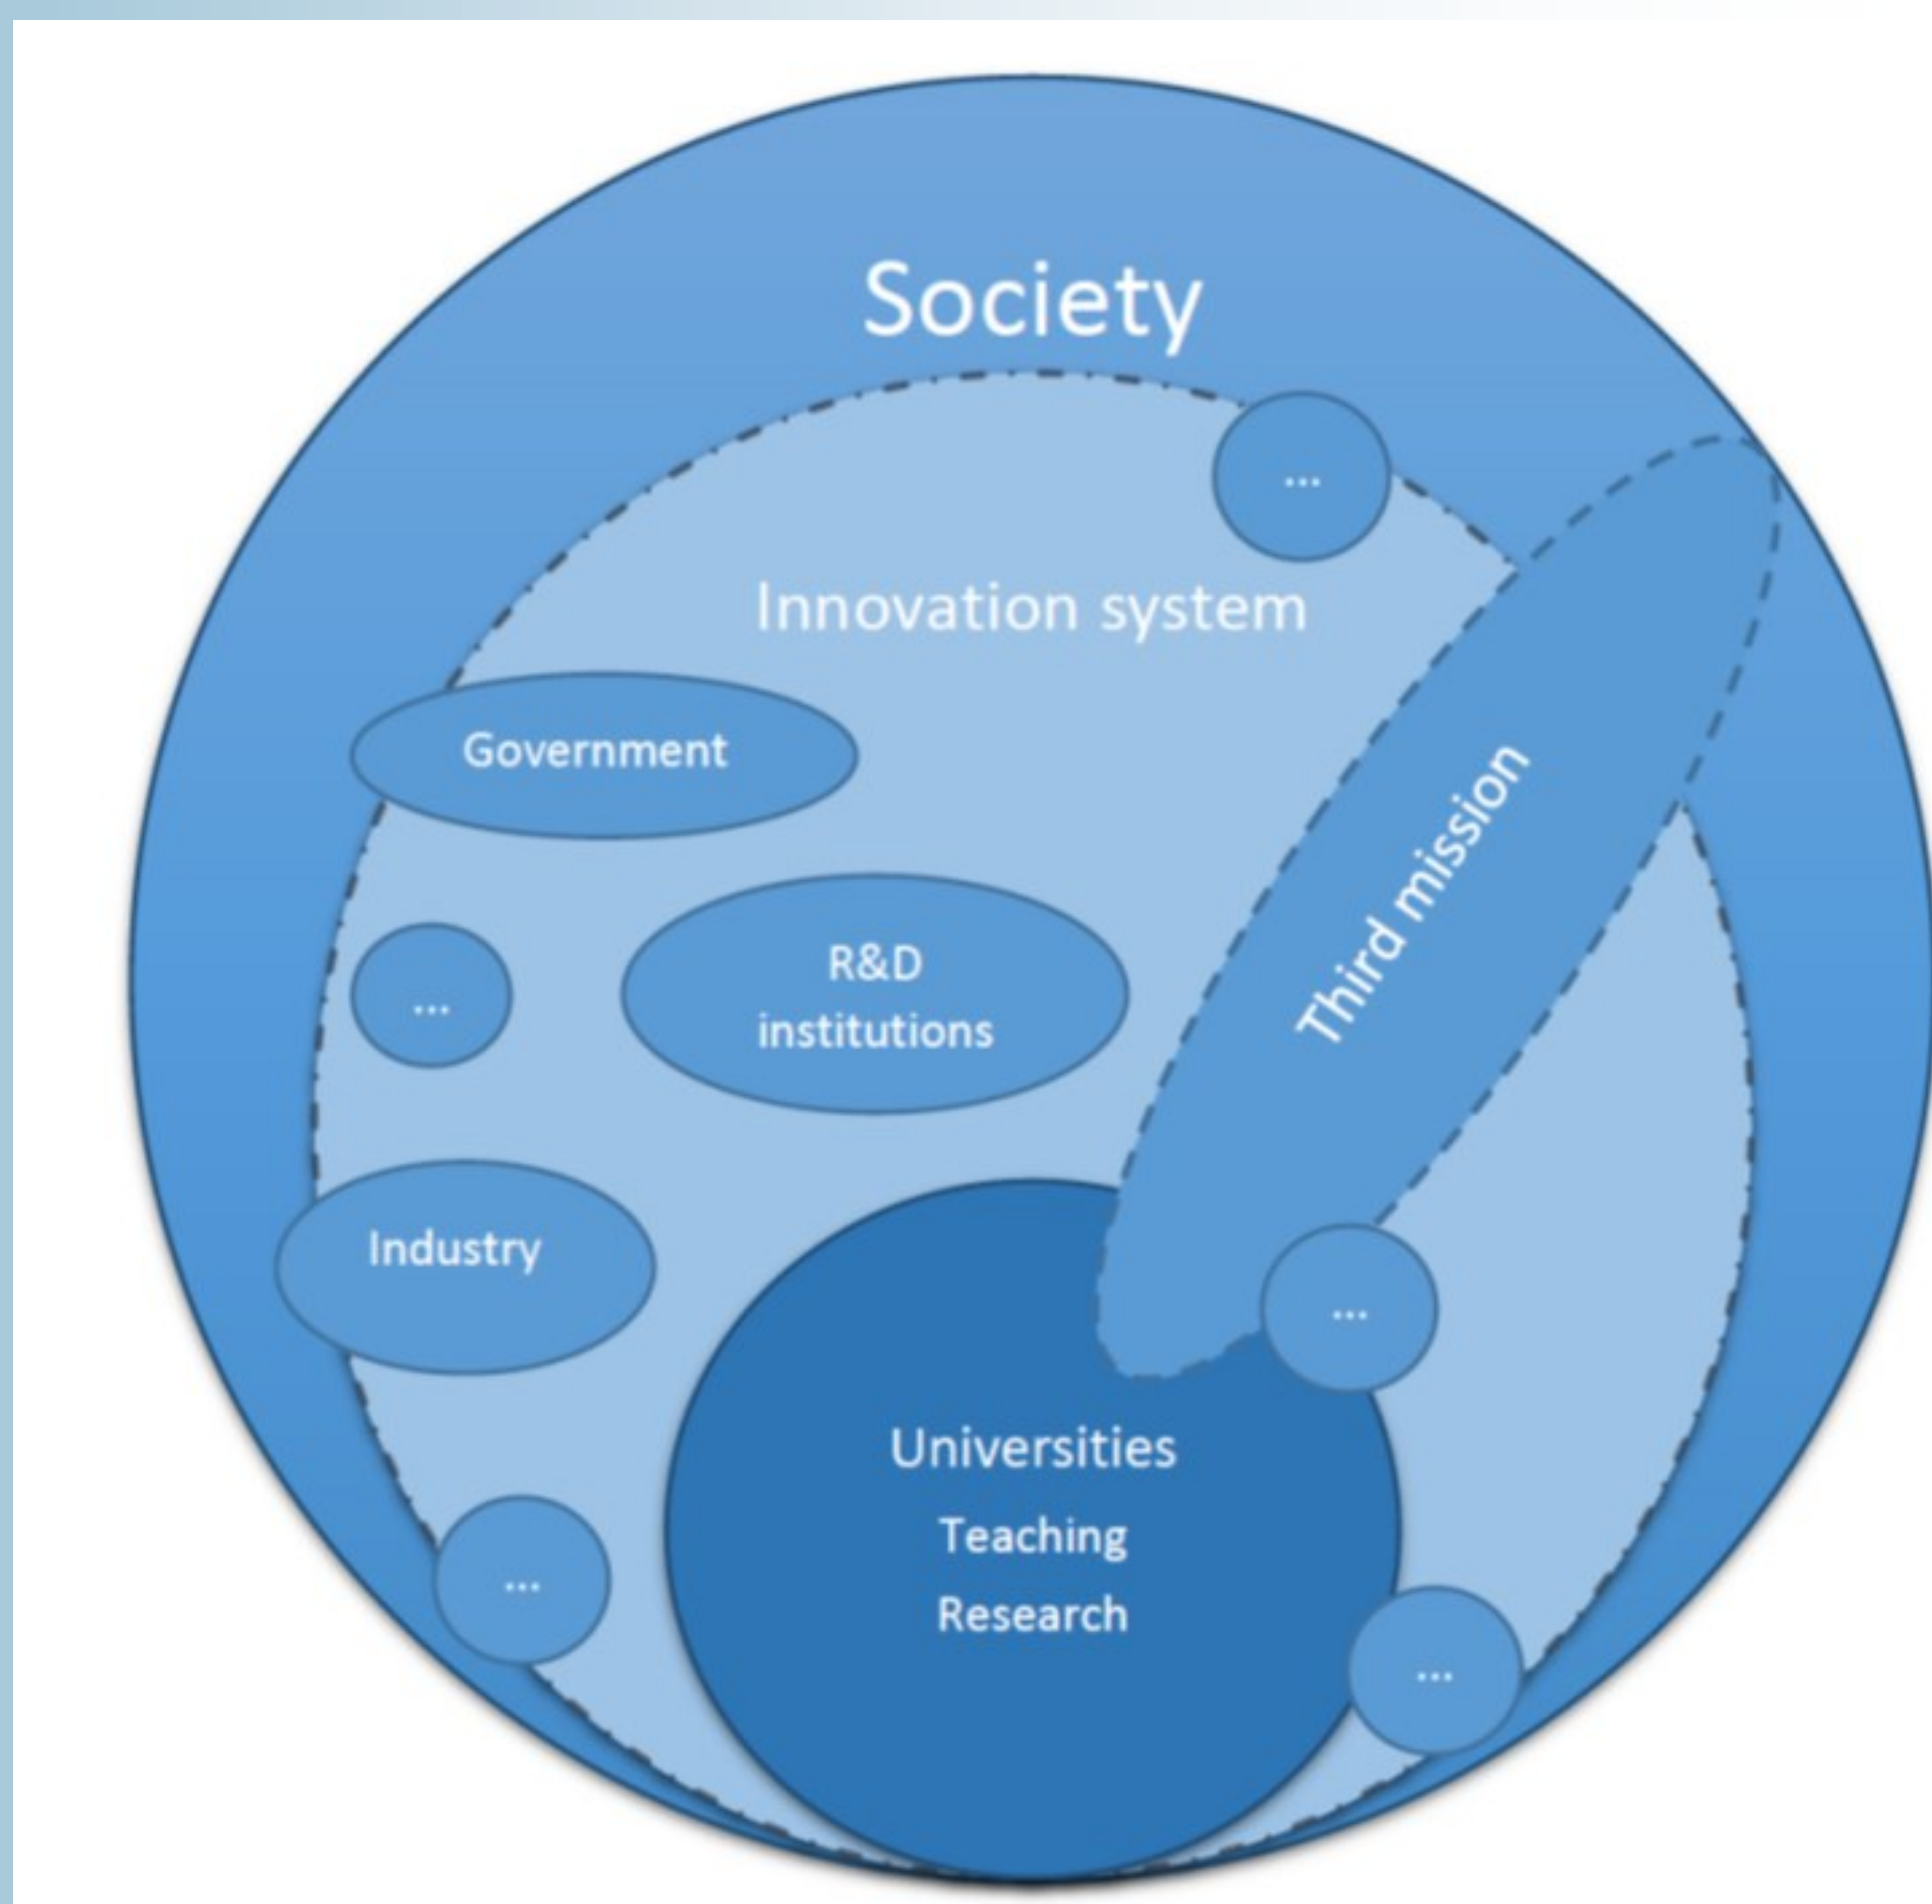 Society
...
Innovation system
Government
Third mission
R&D
institutions
...
Industry
...
Universities
Teaching
Research
...
...